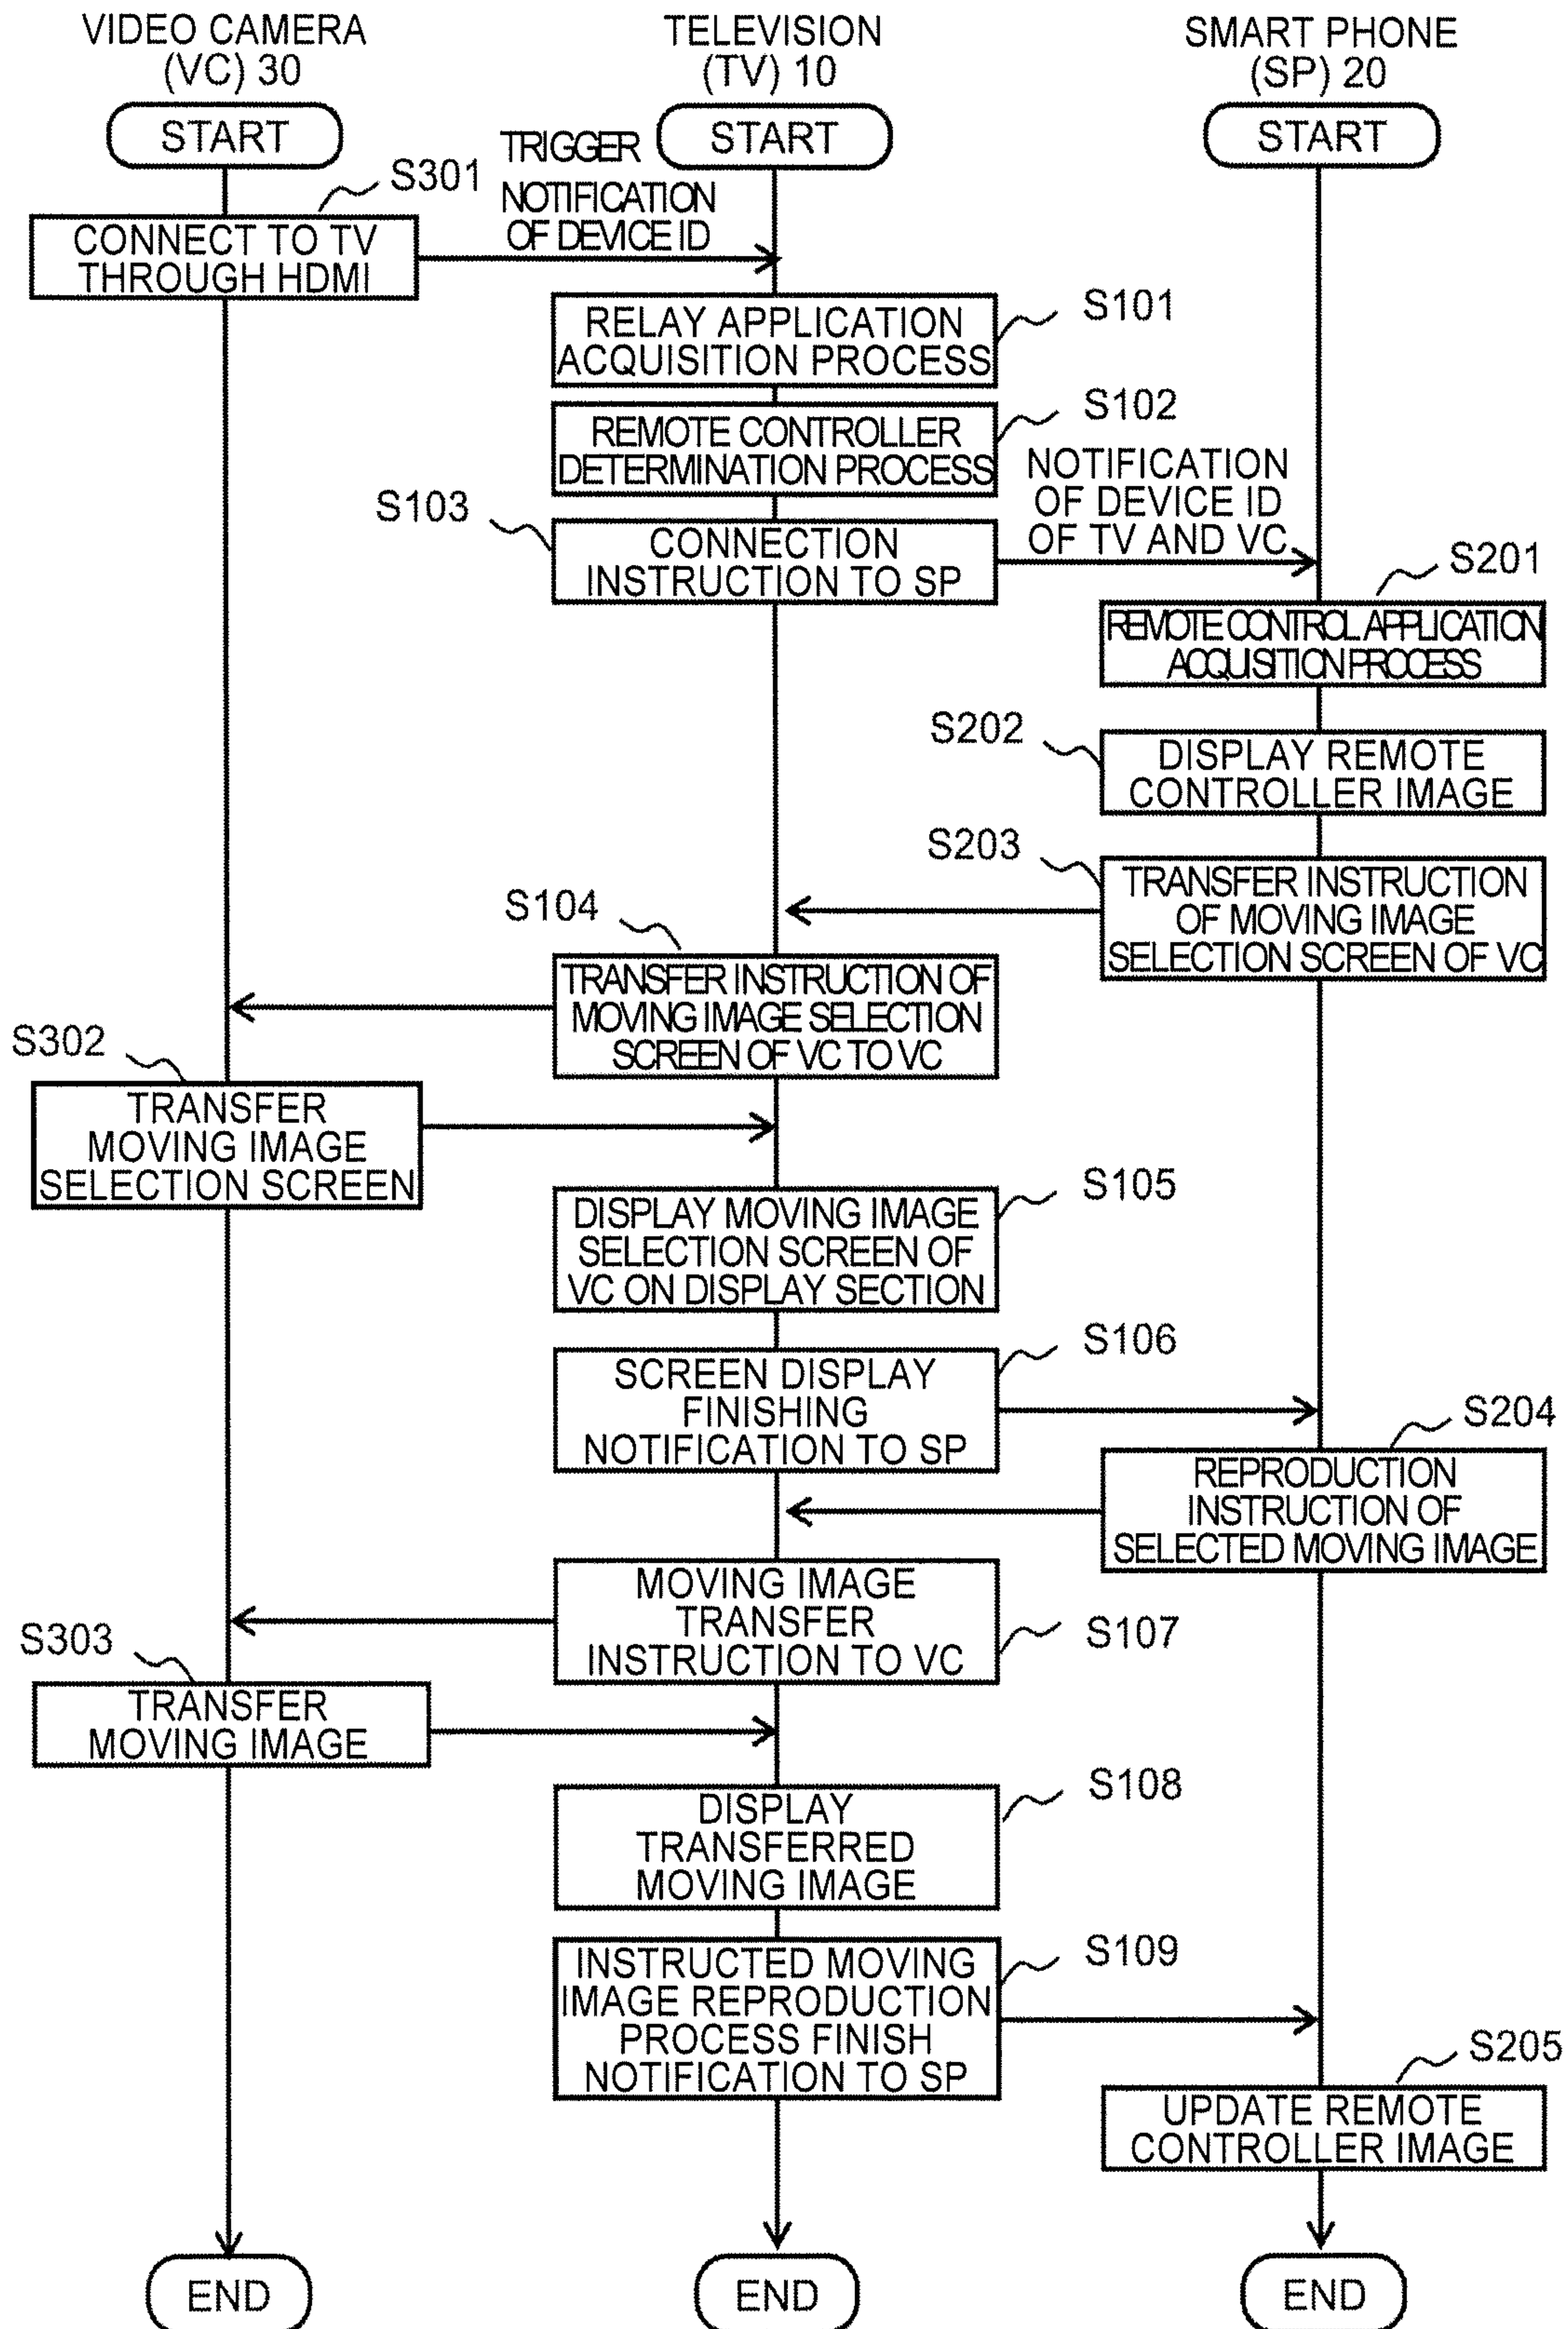 VIDEO CAMERA
(VC) 30
TELEVISION
(TV) 10
SMART PHONE
(SP) 20
START
START
START
TRIGGER
S301
NOTIFICATION
OF DEVICE ID
CONNECT TO TV
THROUGH HDMI
S101
RELAY APPLICATION
ACQUISITION PROCESS
S102
REMOTE CONTROLLER
DETERMINATION PROCESS
S103
NOTIFICATION
OF DEVICE ID
OF TV AND VC
CONNECTION
INSTRUCTION TO SP
S201
REMOTE CONTROL APPLICATION
ACQUISITION PROCESS
S202
DISPLAY REMOTE
CONTROLLER IMAGE
S203
TRANSFER INSTRUCTION
OF MOVING IMAGE
SELECTION SCREEN OF VC
S104
TRANSFER INSTRUCTION OF
MOVING IMAGE SELECTION
SCREEN OF VC TO VC
S302
TRANSFER
MOVING IMAGE
SELECTION SCREEN
S105
DISPLAY MOVING IMAGE
SELECTION SCREEN OF
VC ON DISPLAY SECTION
S106
SCREEN DISPLAY
FINISHING
NOTIFICATION TO SP
S204
REPRODUCTION
INSTRUCTION OF
SELECTED MOVING IMAGE
MOVING IMAGE
TRANSFER
INSTRUCTION TO VC
S107
S303
TRANSFER
MOVING IMAGE
S108
DISPLAY
TRANSFERRED
MOVING IMAGE
S109
INSTRUCTED MOVING
IMAGE REPRODUCTION
PROCESS FINISH
NOTIFICATION TO SP
S205
UPDATE REMOTE
CONTROLLER IMAGE
END
END
END